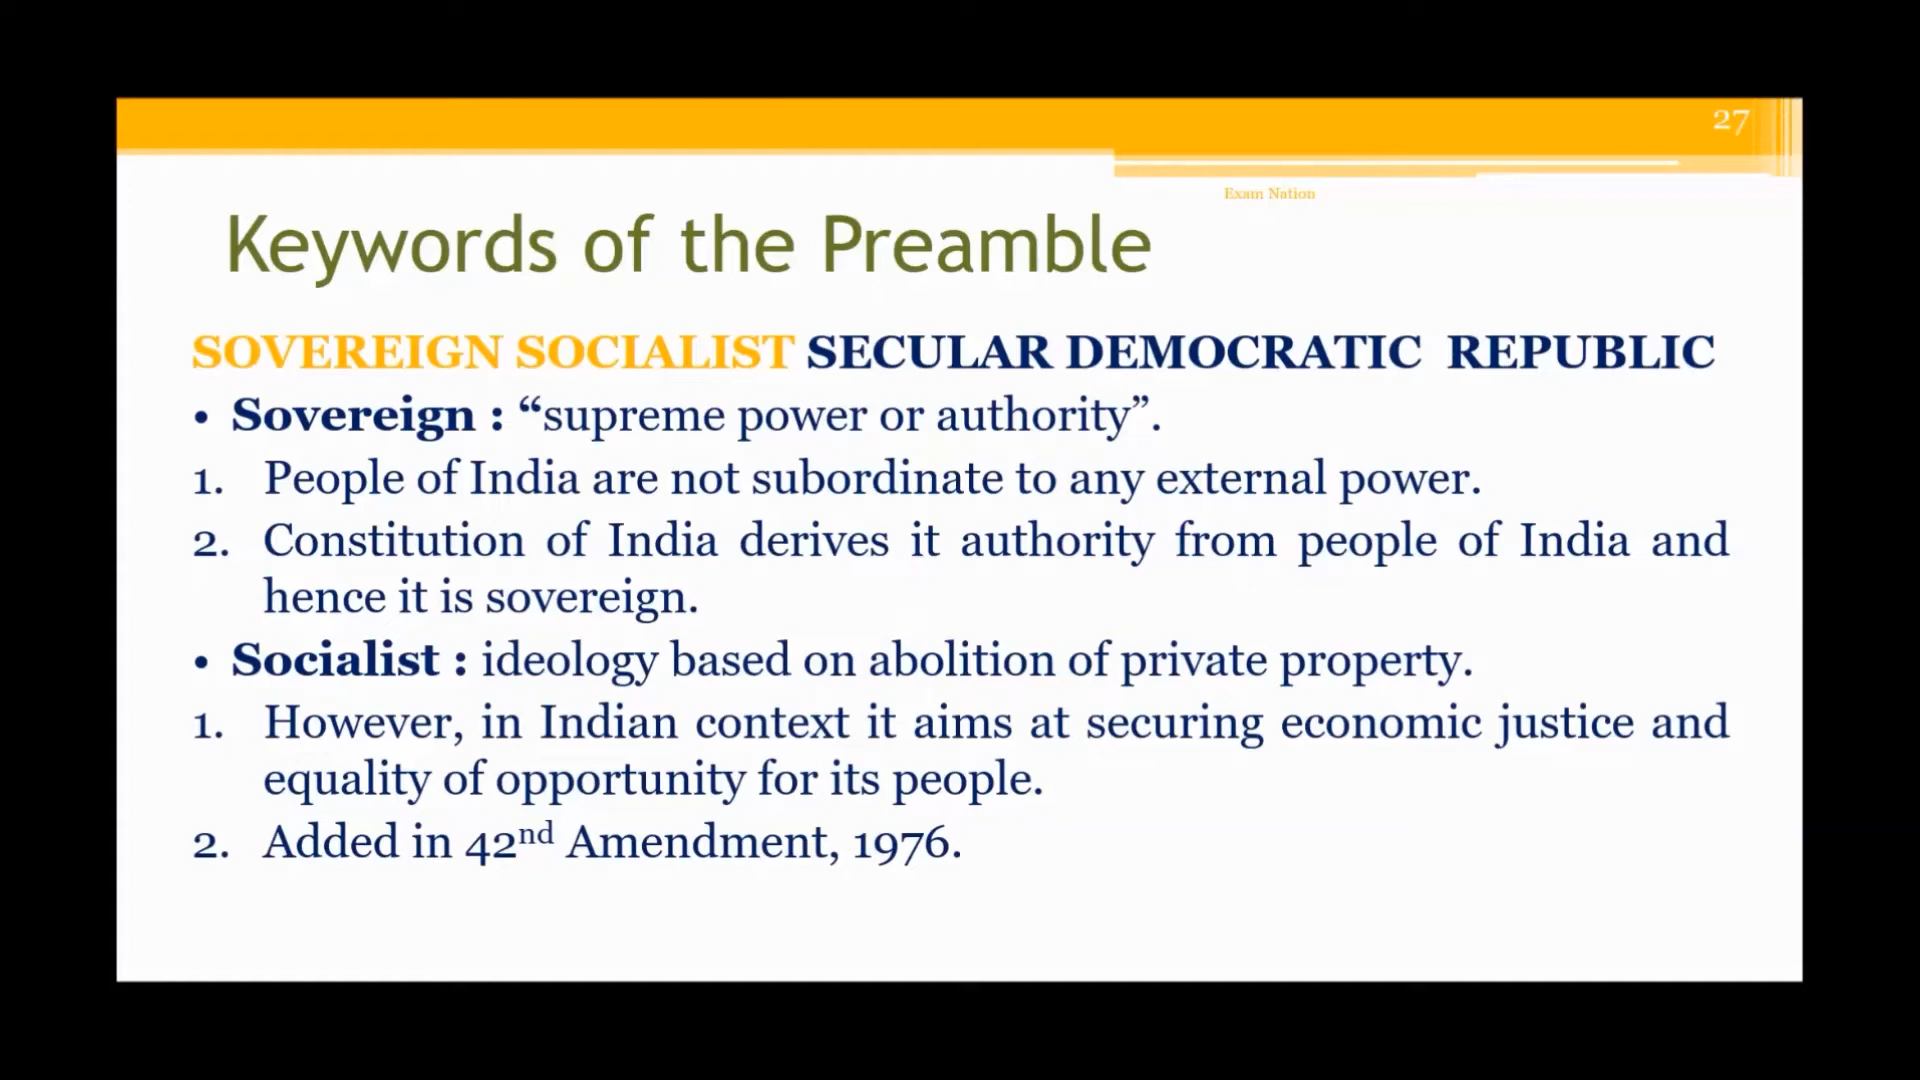 27
Exam Nation
Keywords of the Preamble
SOVEREIGN SOCIALIST SECULAR DEMOCRATIC REPUBLIC
• Sovereign : “supreme power or authority”.
1. People of India are not subordinate to any external power.
2. Constitution of India derives it authority from people of India and
hence it is sovereign.
• Socialist : ideology based on abolition of private property.
1. However, in Indian context it aims at securing economic justice and
equality of opportunity for its people.
2. Added in 42nd Amendment, 1976.